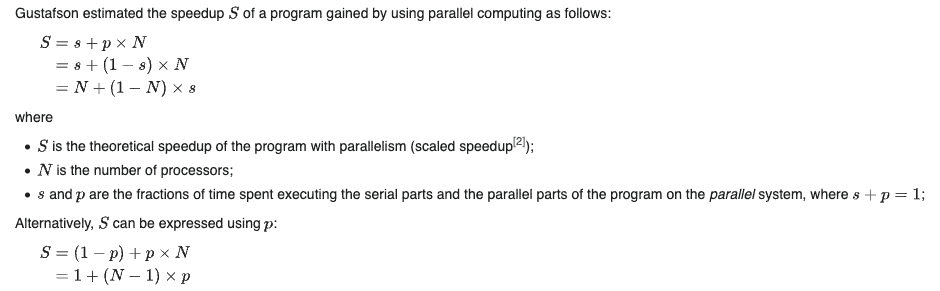 Gustafson estimated the speedup S of a program gained by using parallel computing as follows:
S = s + p × N
= s + (1 − s) × N
= N + (1 − N) × s
where
• S is the theoretical speedup of the program with parallelism (scaled speedup[2]);
• N is the number of processors;
• s and p are the fractions of time spent executing the serial parts and the parallel parts of the program on the parallel system, where s + p = 1;
Alternatively, S can be expressed using p:
S = (1 − p) + p × N
= 1 + (N − 1) × p